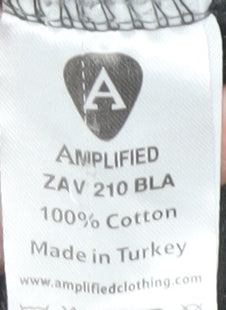 A
AMPLIFIED
ZAV 210 BLA
100% Cotton
Made in Turkey
www.amplifiedclothing.com